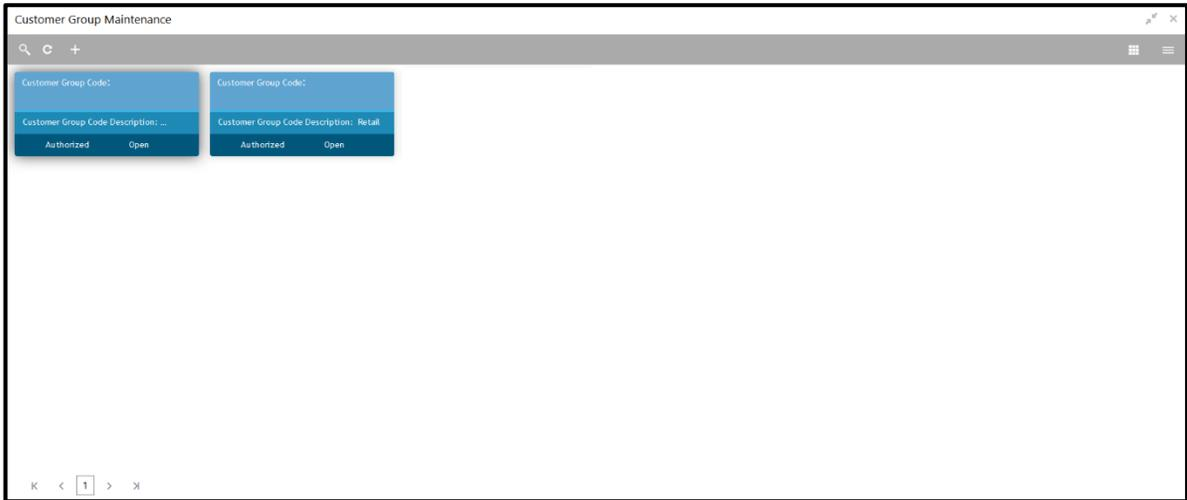 Customer Group Maintenance
Customer Group Code: Customer Group Code:
Customer Group Code Description: ... Customer Group Code Description: Retail
Authorized Open Authorized Open
1